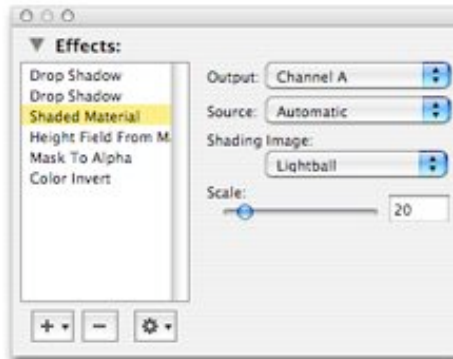 Effects:
Drop Shadow
Drop Shadow
Shaded Material
Height Field From M
Mask To Alpha
Color Invert
Output: Channel A
Source: Automatic
Shading Image:
Lightball
Scale:
20